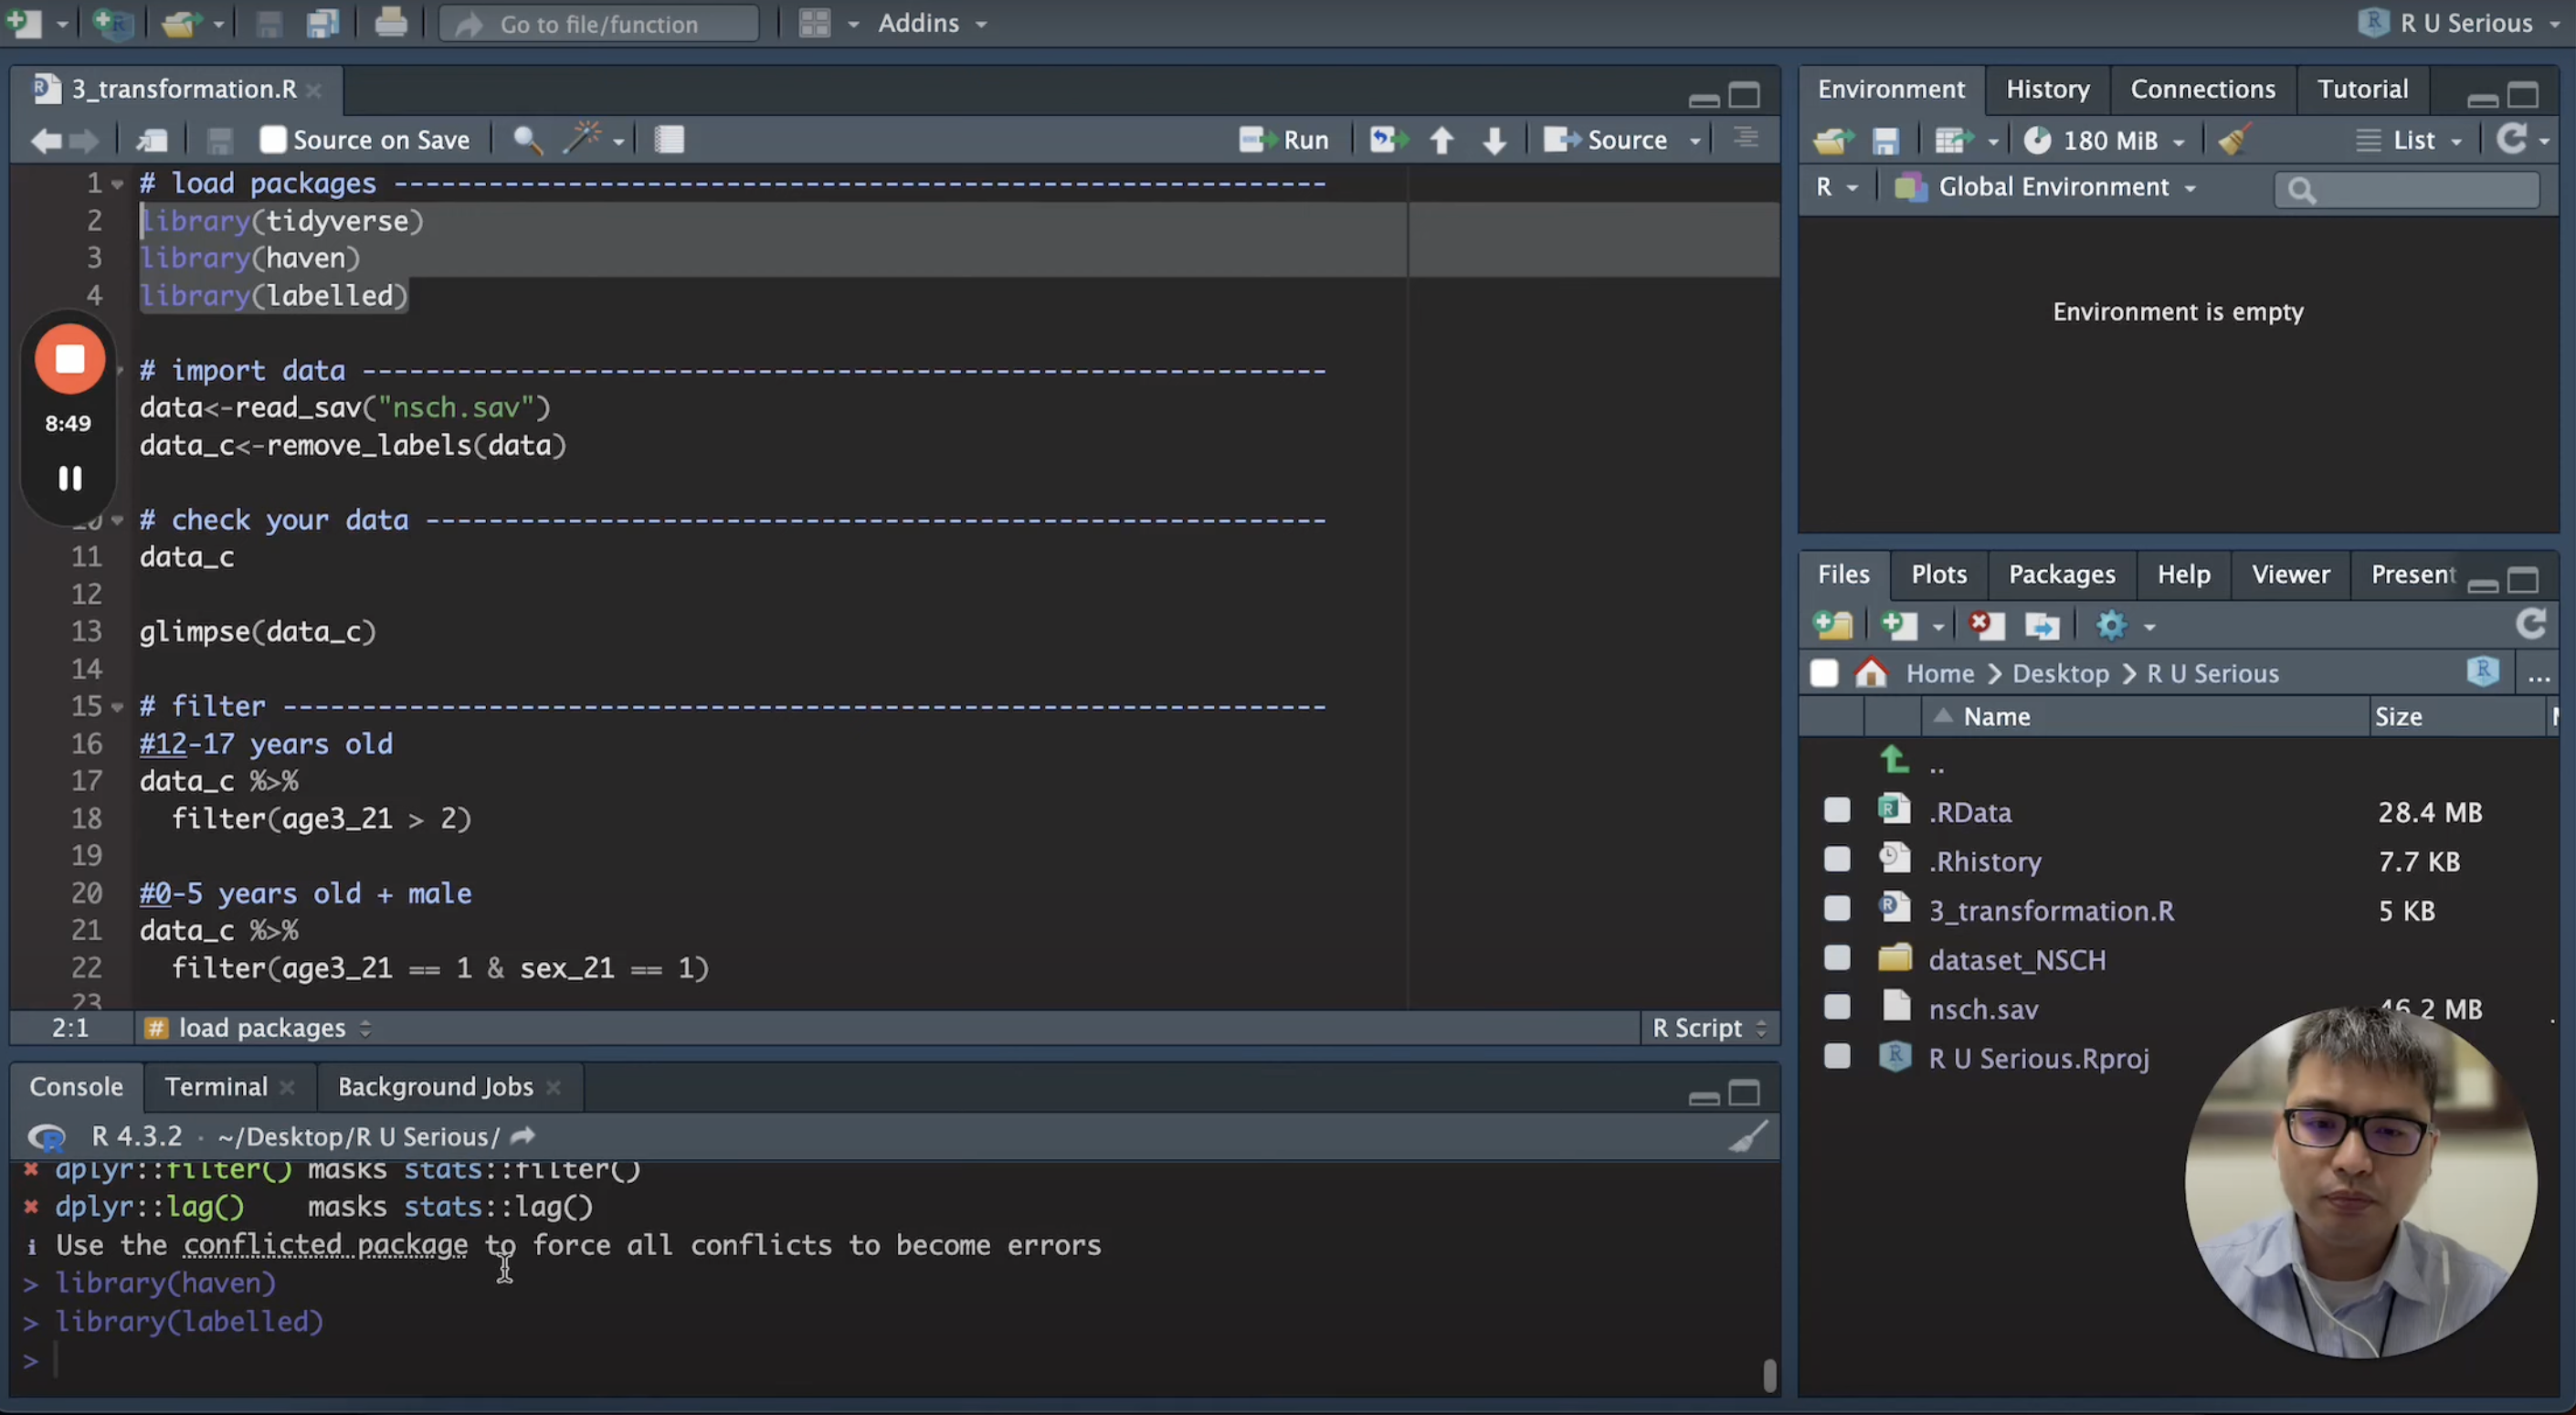 Go to file/function
Addins
R U Serious
3_transformation.R
Source on Save
Run
Source
1 # load packages -----------------------------------------------------------
2 library(tidyverse)
3 library(haven)
4 library(labelled)
# import data -------------------------------------------------------------
8:49
data<-read_sav("nsch.sav")
data_c<-remove_labels(data)
10 # check your data ---------------------------------------------------------
11 data_c
12
13 glimpse(data_c)
14
15 # filter ------------------------------------------------------------------
16 #12-17 years old
17 data_c %>%
18 filter(age3_21 > 2)
19
20 #0-5 years old + male
21 data_c %>%
22 filter(age3_21 == 1 & sex_21 == 1)
23
2:1 # load packages R Script
Console Terminal Background Jobs
R 4.3.2 · ~/Desktop/R U Serious/
✖ dplyr::filter() masks stats::filter()
✖ dplyr::lag() masks stats::lag()
ℹ Use the conflicted package to force all conflicts to become errors
> library(haven)
> library(labelled)
>
Environment History Connections Tutorial
180 MiB List
R Global Environment
Environment is empty
Files Plots Packages Help Viewer Present
Home Desktop R U Serious ...
Name Size
..
.RData 28.4 MB
.Rhistory 7.7 KB
3_transformation.R 5 KB
dataset_NSCH
nsch.sav 46.2 MB
R U Serious.Rproj